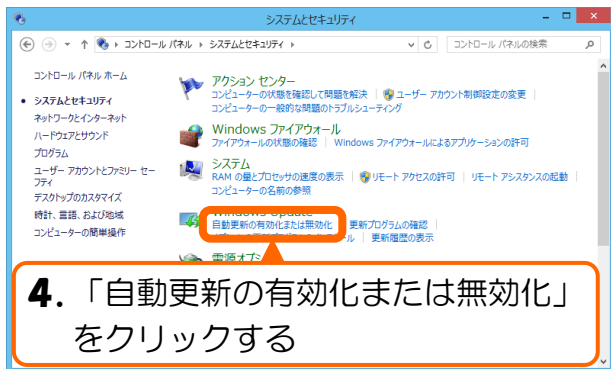 システムとセキュリティ
コントロール パネル ▸ システムとセキュリティ ▸
コントロール パネルの検索
コントロール パネル ホーム
システムとセキュリティ
ネットワークとインターネット
ハードウェアとサウンド
プログラム
ユーザー アカウントとファミリー セー
フティ
デスクトップのカスタマイズ
時計、言語、および地域
コンピューターの簡単操作
アクション センター
コンピューターの状態を確認して問題を解決 ユーザー アカウント制御設定の変更
コンピューターの一般的な問題のトラブルシューティング
Windows ファイアウォール
ファイアウォールの状態の確認 Windows ファイアウォールによるアプリケーションの許可
システム
RAM の量とプロセッサの速度の表示 リモート アクセスの許可 リモート アシスタンスの起動
コンピューターの名前の参照
Windows Update
自動更新の有効化または無効化 更新プログラムの確認
更新履歴の表示
電源オプ
4. 「自動更新の有効化または無効化」
をクリックする